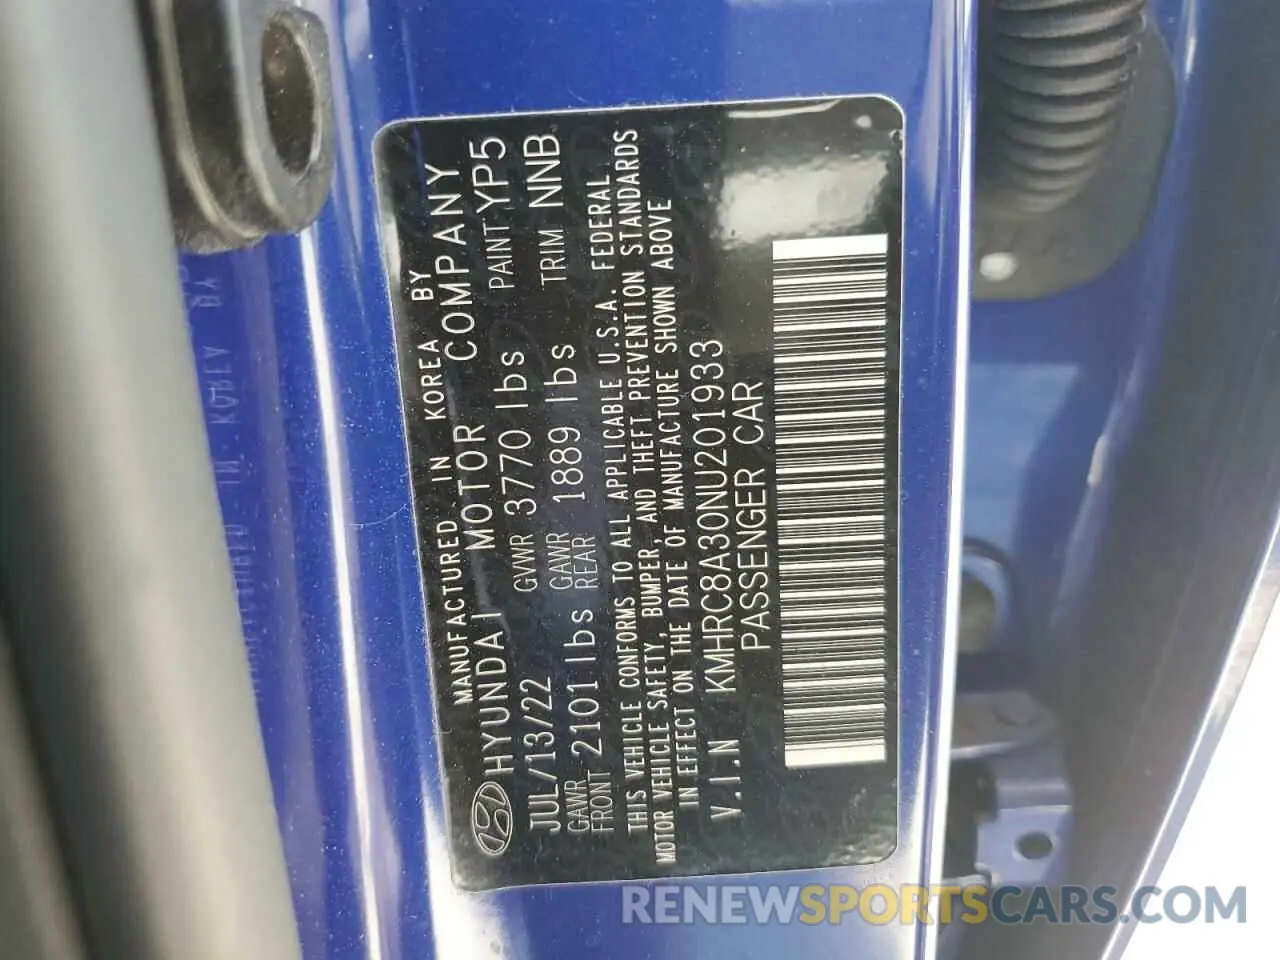 MANUFACTURED IN KOREA BY
HYUNDAI MOTOR COMPANY
JUL/13/22 GVWR 3770 lbs PAINT YP5
GAWR FRONT 2101 lbs GAWR REAR 1889 lbs TRIM NNB
THIS VEHICLE CONFORMS TO ALL APPLICABLE U.S.A. FEDERAL
MOTOR VEHICLE SAFETY, BUMPER, AND THEFT PREVENTION STANDARDS
IN EFFECT ON THE DATE OF MANUFACTURE SHOWN ABOVE
V.I.N KMHRC8A30NU201933
PASSENGER CAR
RENEWSPORTSCARS.COM